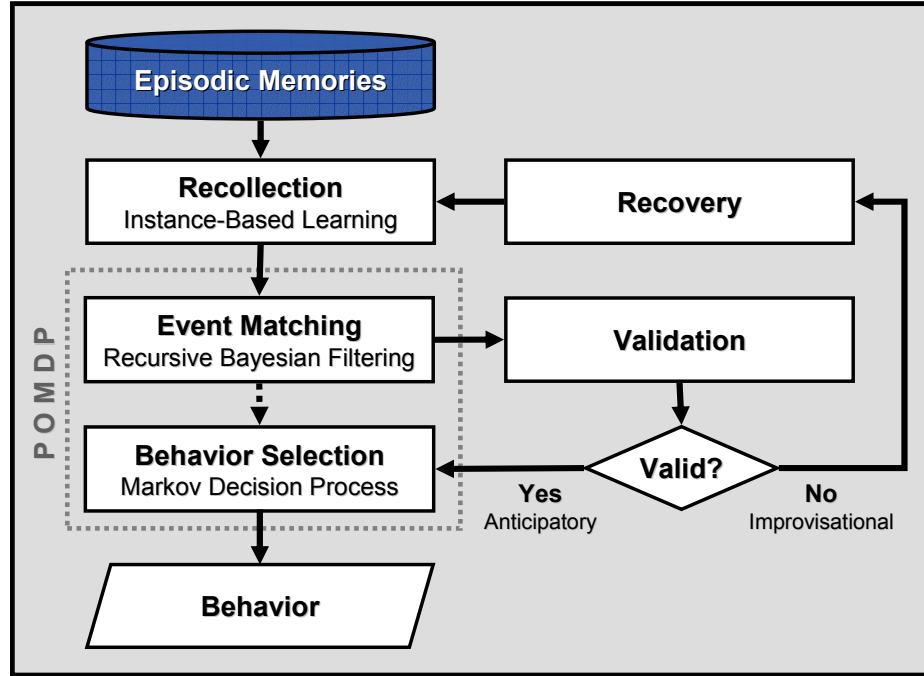 Episodic Memories
Recollection
Instance-Based Learning
Recovery
POMDP
Event Matching
Recursive Bayesian Filtering
Validation
Behavior Selection
Markov Decision Process
Valid?
Yes
Anticipatory
No
Improvisational
Behavior